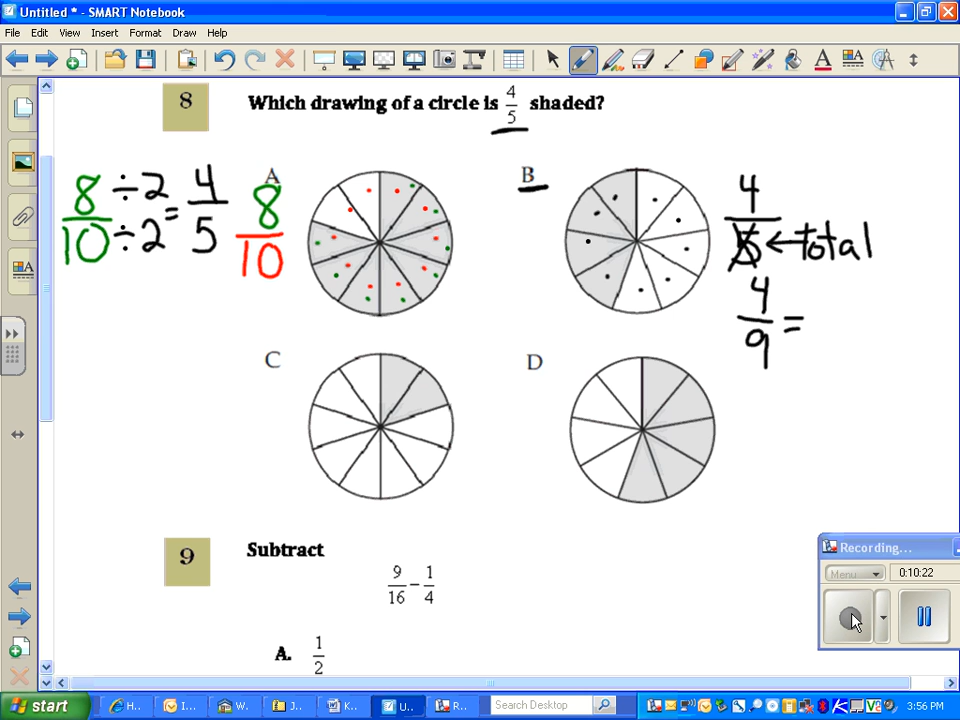 Untitled * - SMART Notebook
File Edit View Insert Format Draw Help
8 Which drawing of a circle is 4/5 shaded?
A
8/10 ÷2/÷2 = 4/5
8/10
B
4/5 ←total
4/9 =
C
D
9 Subtract
9/16 − 1/4
A. 1/2
Recording...
Menu 0:10:22
start H... I... W... J... K... U... R... Search Desktop 3:56 PM